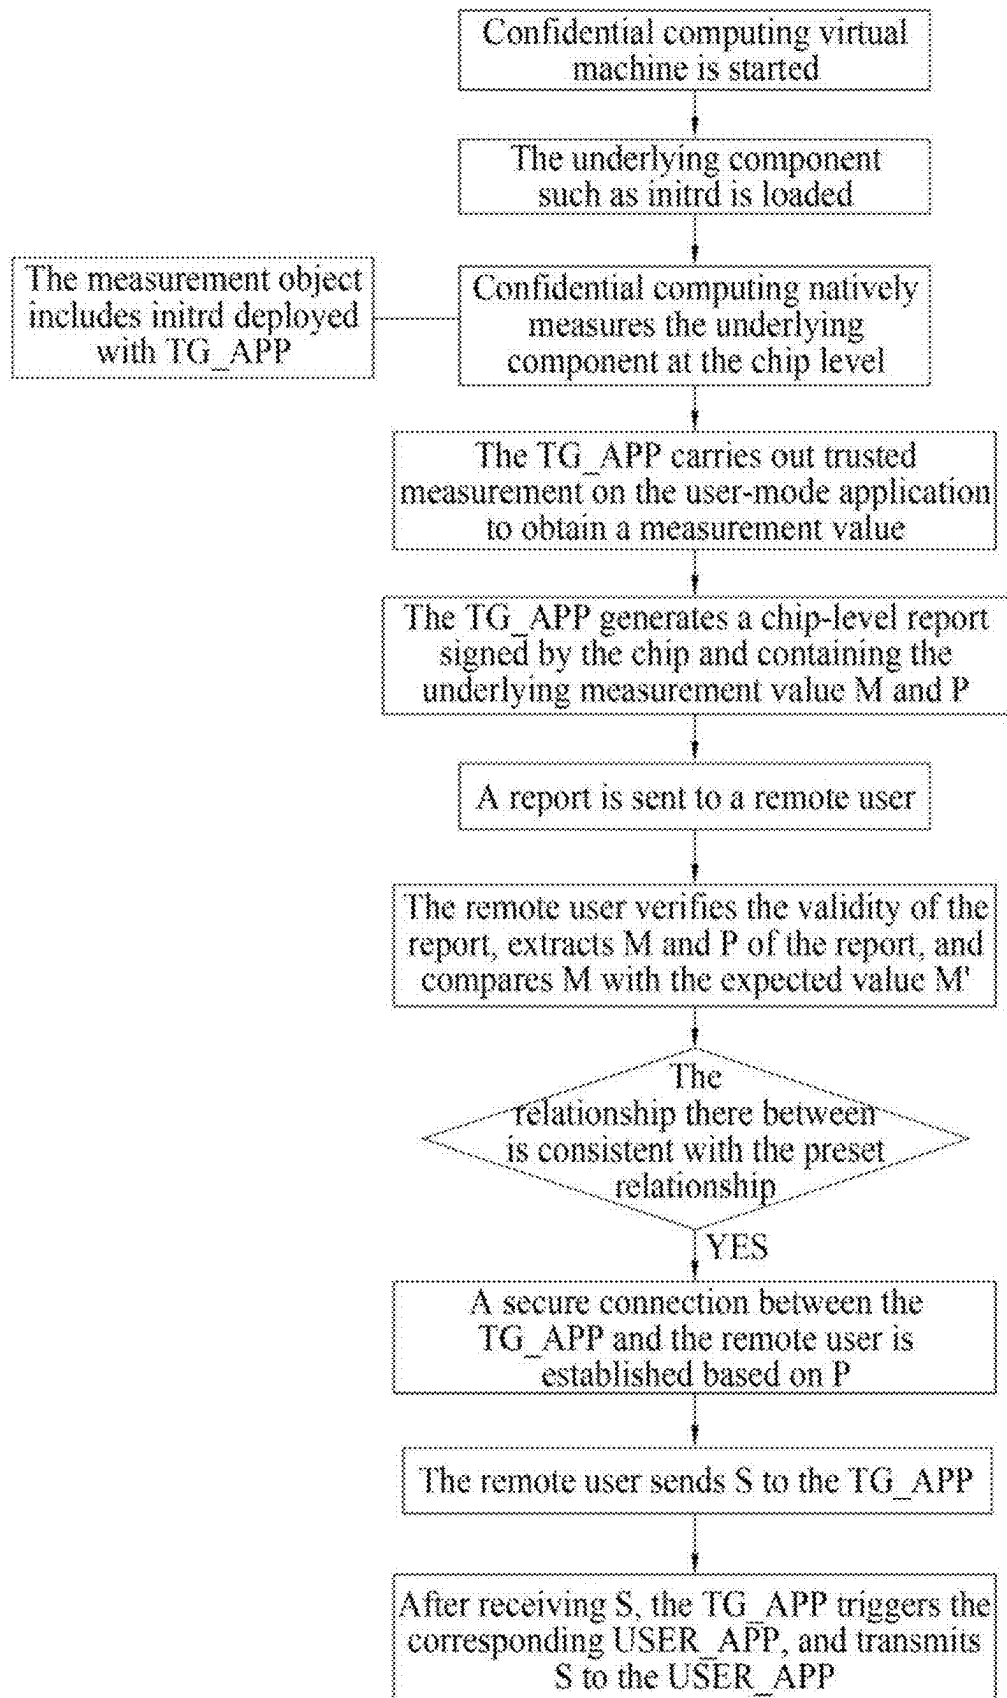 Confidential computing virtual
machine is started
The underlying component
such as initrd is loaded
The measurement object
includes initrd deployed
with TG_APP
Confidential computing natively
measures the underlying
component at the chip level
The TG_APP carries out trusted
measurement on the user-mode application
to obtain a measurement value
The TG_APP generates a chip-level report
signed by the chip and containing the
underlying measurement value M and P
A report is sent to a remote user
The remote user verifies the validity of the
report, extracts M and P of the report, and
compares M with the expected value M'
The
relationship there between
is consistent with the preset
relationship
YES
A secure connection between the
TG_APP and the remote user is
established based on P
The remote user sends S to the TG_APP
After receiving S, the TG_APP triggers the
corresponding USER_APP, and transmits
S to the USER_APP